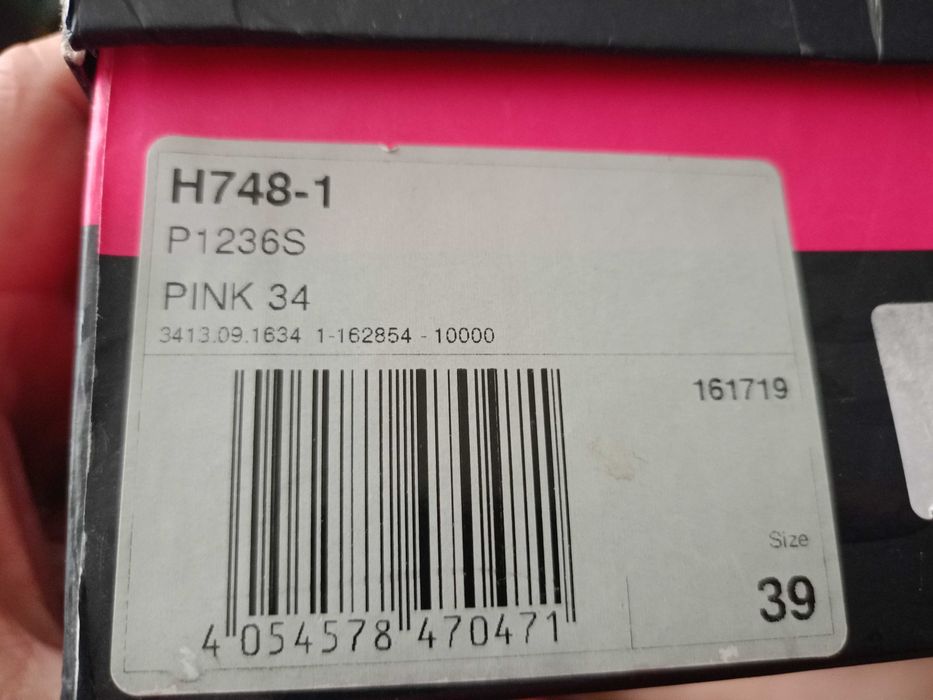 H748-1
P1236S
PINK 34
3413.09.1634 1-162854 - 10000
161719
Size
39
4 054578 470471